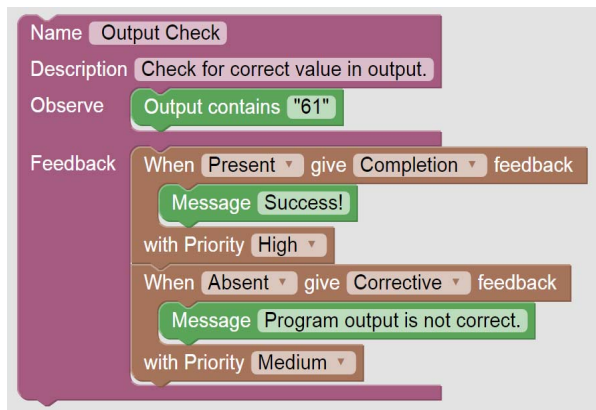 Name Output Check
Description Check for correct value in output.
Observe Output contains "61"
Feedback When Present give Completion feedback
Message Success!
with Priority High
When Absent give Corrective feedback
Message Program output is not correct.
with Priority Medium